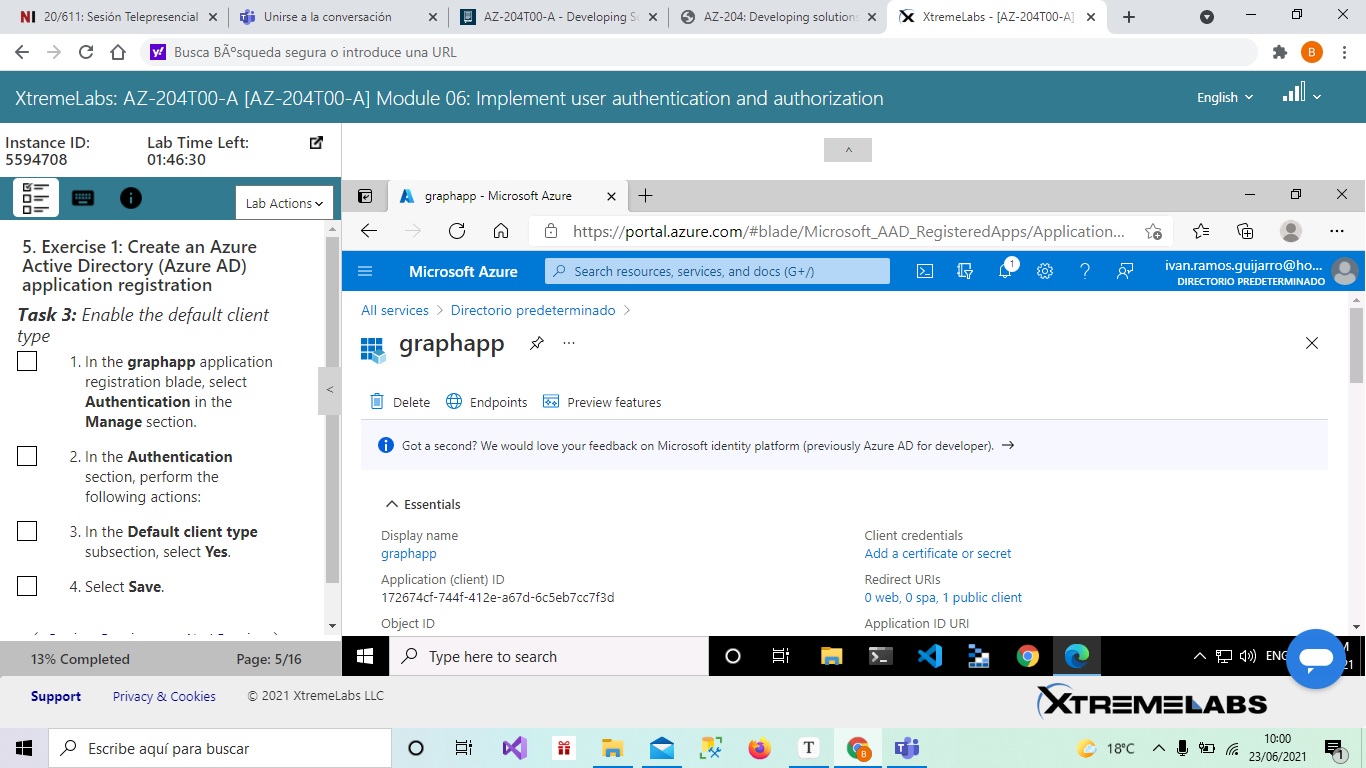 20/611: Sesión Telepresencial
Unirse a la conversación
AZ-204T00-A - Developing So
AZ-204: Developing solutions
XtremeLabs - [AZ-204T00-A]
Busca BÃºsqueda segura o introduce una URL
B
XtremeLabs: AZ-204T00-A [AZ-204T00-A] Module 06: Implement user authentication and authorization
English
Instance ID:
5594708
Lab Time Left:
01:46:30
Lab Actions
5. Exercise 1: Create an Azure
Active Directory (Azure AD)
application registration
Task 3: Enable the default client
type
1. In the graphapp application
registration blade, select
Authentication in the
Manage section.
2. In the Authentication
section, perform the
following actions:
3. In the Default client type
subsection, select Yes.
4. Select Save.
13% Completed
Page: 5/16
graphapp - Microsoft Azure
https://portal.azure.com/#blade/Microsoft_AAD_RegisteredApps/Application...
Microsoft Azure
Search resources, services, and docs (G+/)
1
ivan.ramos.guijarro@ho...
DIRECTORIO PREDETERMINADO
All services > Directorio predeterminado >
graphapp
Delete
Endpoints
Preview features
Got a second? We would love your feedback on Microsoft identity platform (previously Azure AD for developer). →
Essentials
Display name
graphapp
Application (client) ID
172674cf-744f-412e-a67d-6c5eb7cc7f3d
Object ID
Client credentials
Add a certificate or secret
Redirect URIs
0 web, 0 spa, 1 public client
Application ID URI
Type here to search
ENG
Support
Privacy & Cookies
© 2021 XtremeLabs LLC
XTREMELABS
Escribe aquí para buscar
T
B
18°C
10:00
23/06/2021
1